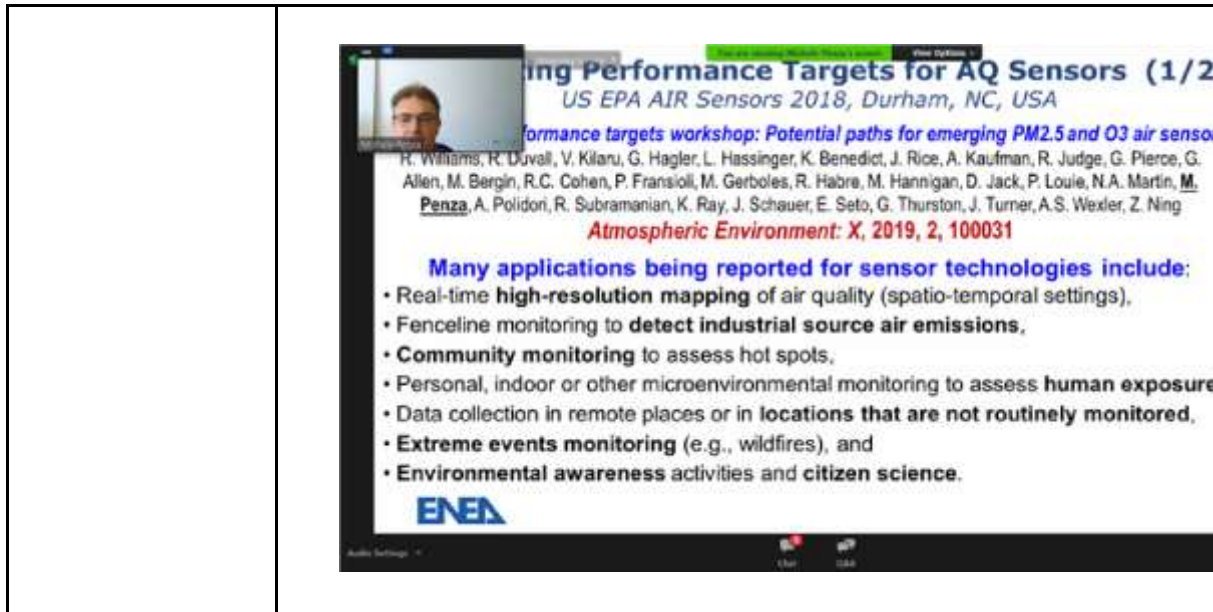 View Options
ing Performance Targets for AQ Sensors (1/2
US EPA AIR Sensors 2018, Durham, NC, USA
formance targets workshop: Potential paths for emerging PM2.5 and O3 air sensor
R. Williams, R. Duvall, V. Kilaru, G. Hagler, L. Hassinger, K. Benedict, J. Rice, A. Kaufman, R. Judge, G. Pierce, G.
Allen, M. Bergin, R.C. Cohen, P. Fransioli, M. Gerboles, R. Habre, M. Hannigan, D. Jack, P. Louie, N.A. Martin, M.
Penza, A. Polidori, R. Subramanian, K. Ray, J. Schauer, E. Seto, G. Thurston, J. Turner, A.S. Wexler, Z. Ning
Atmospheric Environment: X, 2019, 2, 100031
Many applications being reported for sensor technologies include:
• Real-time high-resolution mapping of air quality (spatio-temporal settings),
• Fenceline monitoring to detect industrial source air emissions,
• Community monitoring to assess hot spots,
• Personal, indoor or other microenvironmental monitoring to assess human exposure
• Data collection in remote places or in locations that are not routinely monitored,
• Extreme events monitoring (e.g., wildfires), and
• Environmental awareness activities and citizen science.
ENEA
Audio Settings
Chat
Q&A